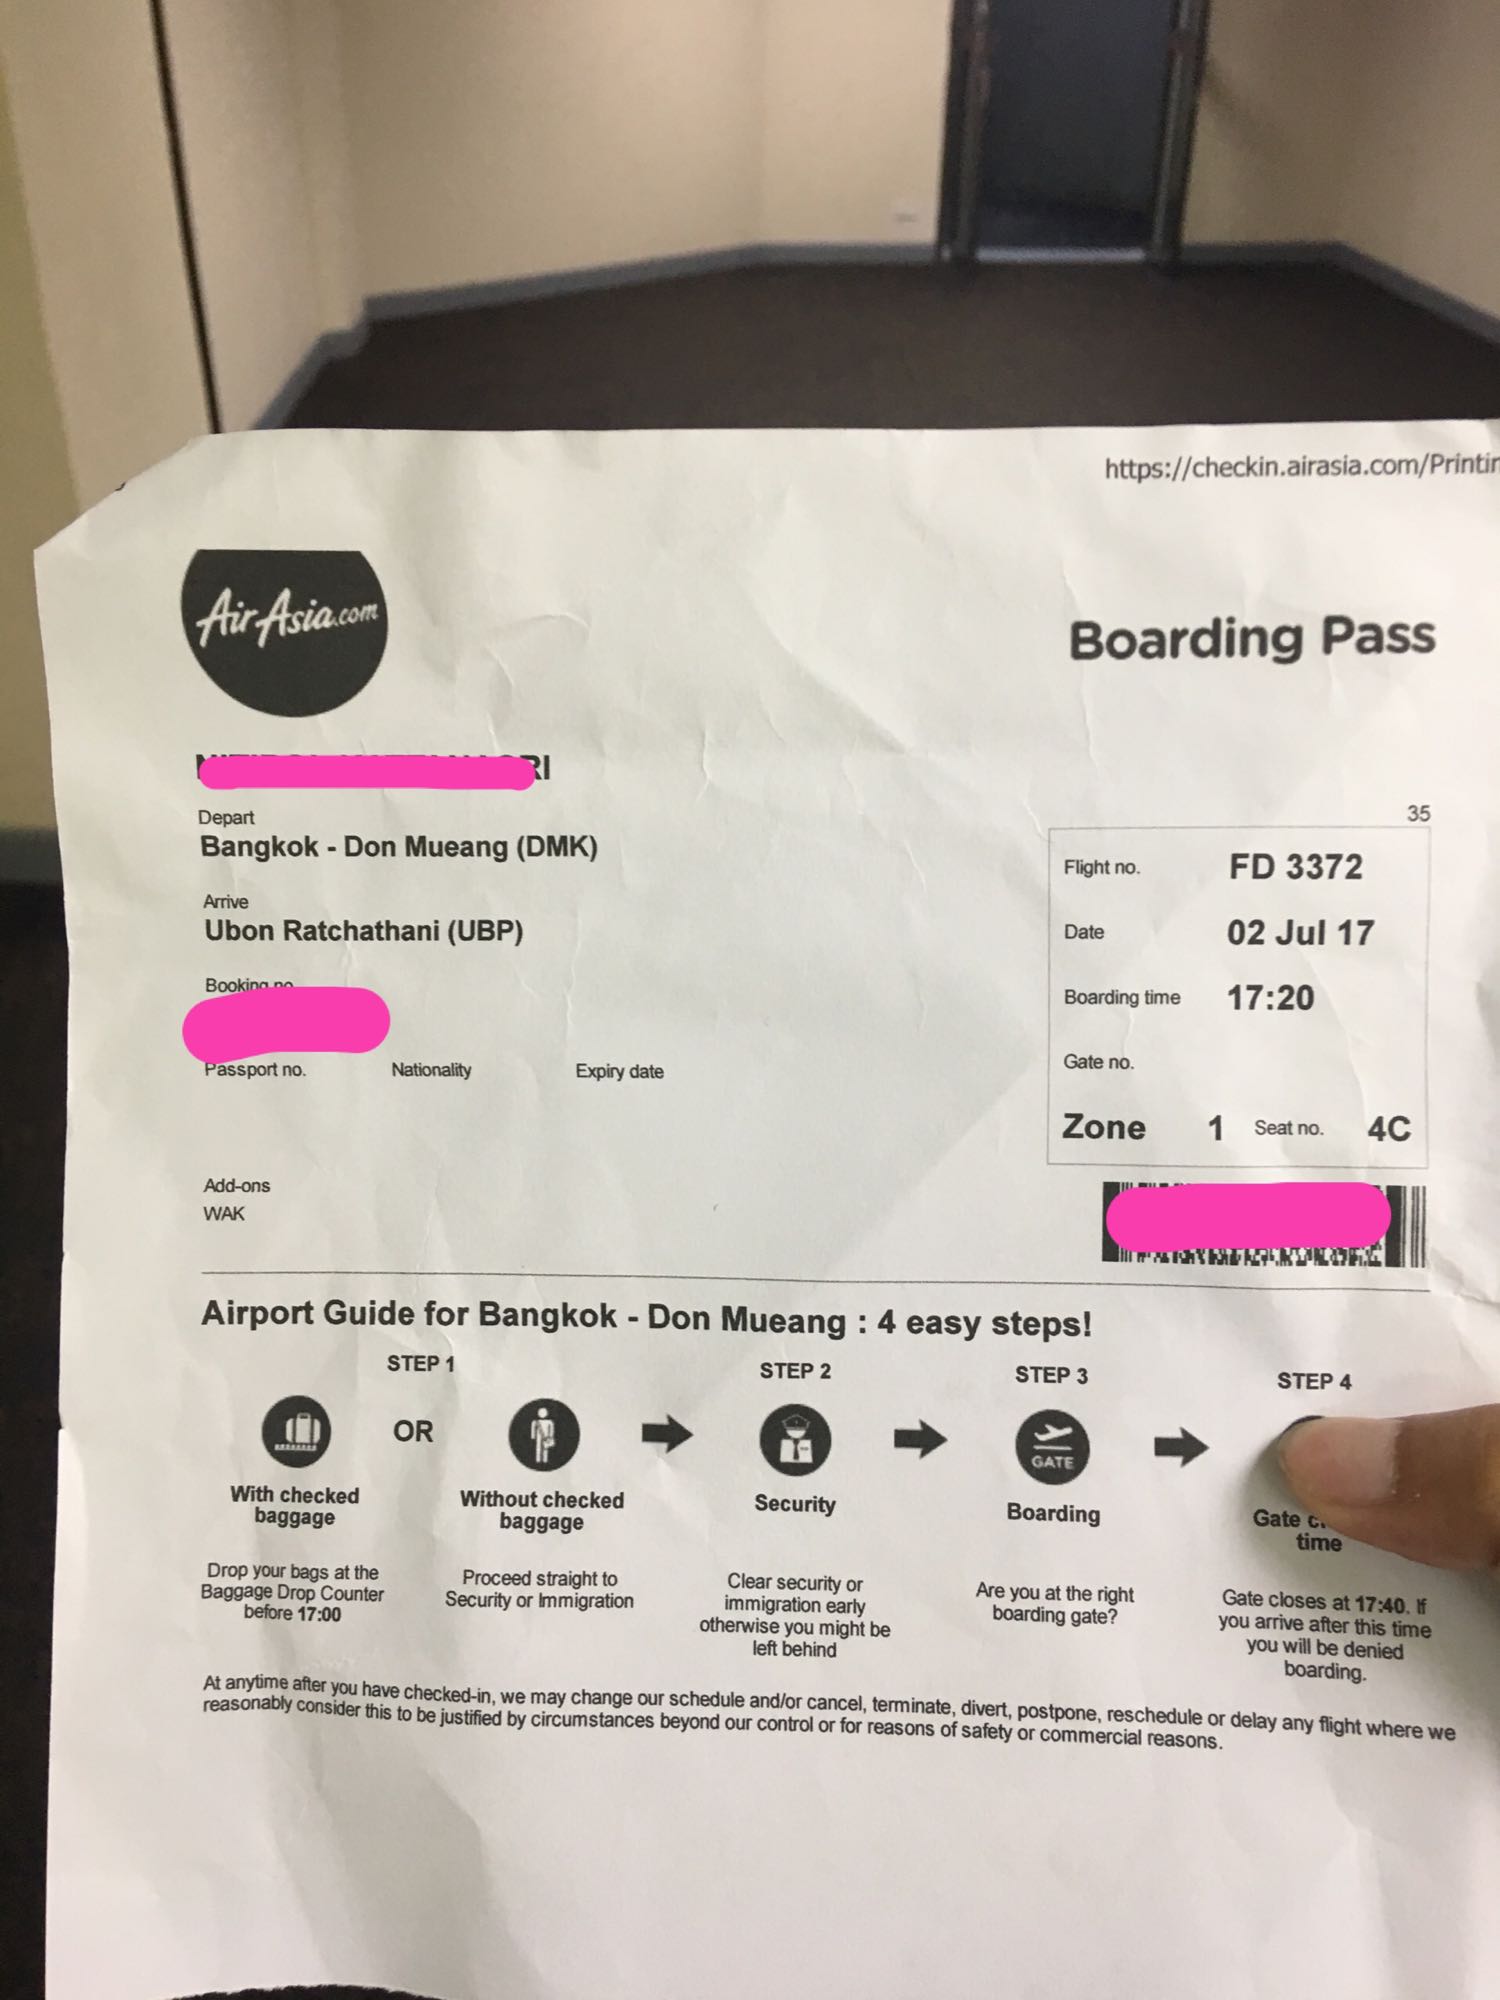 https://checkin.airasia.com/Printin
AirAsia.com
Boarding Pass
Depart
Bangkok - Don Mueang (DMK)
Arrive
Ubon Ratchathani (UBP)
Booking no.
Passport no. Nationality Expiry date
Add-ons
WAK
35
Flight no. FD 3372
Date 02 Jul 17
Boarding time 17:20
Gate no.
Zone 1 Seat no. 4C
Airport Guide for Bangkok - Don Mueang : 4 easy steps!
STEP 1
OR
With checked
baggage
Drop your bags at the
Baggage Drop Counter
before 17:00
Without checked
baggage
Proceed straight to
Security or Immigration
STEP 2
Security
Clear security or
immigration early
otherwise you might be
left behind
STEP 3
GATE
Boarding
Are you at the right
boarding gate?
STEP 4
Gate
time
Gate closes at 17:40. If
you arrive after this time
you will be denied
boarding.
At anytime after you have checked-in, we may change our schedule and/or cancel, terminate, divert, postpone, reschedule or delay any flight where we
reasonably consider this to be justified by circumstances beyond our control or for reasons of safety or commercial reasons.